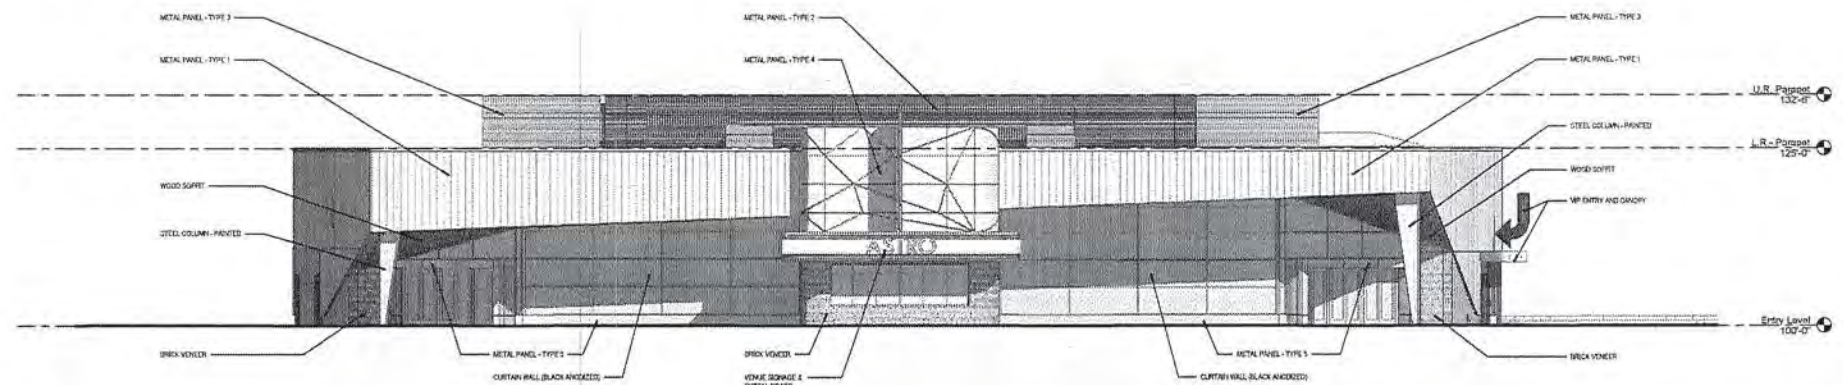 METAL PANEL - TYPE 3
METAL PANEL - TYPE 2
METAL PANEL - TYPE 3
METAL PANEL - TYPE 1
METAL PANEL - TYPE 4
METAL PANEL - TYPE 1
U.R. Parapet
132'-6"
STEEL COLUMN - PAINTED
L.R - Parapet
125'-0"
WOOD SOFFIT
WOOD SOFFIT
VIP ENTRY AND CANOPY
STEEL COLUMN - PAINTED
ASTRO
Entry Level
100'-0"
BRICK VENEER
METAL PANEL - TYPE 5
BRICK VENEER
METAL PANEL - TYPE 5
BRICK VENEER
CURTAIN WALL (BLACK ANODIZED)
VENUE SIGNAGE &
CURTAIN WALL (BLACK ANODIZED)